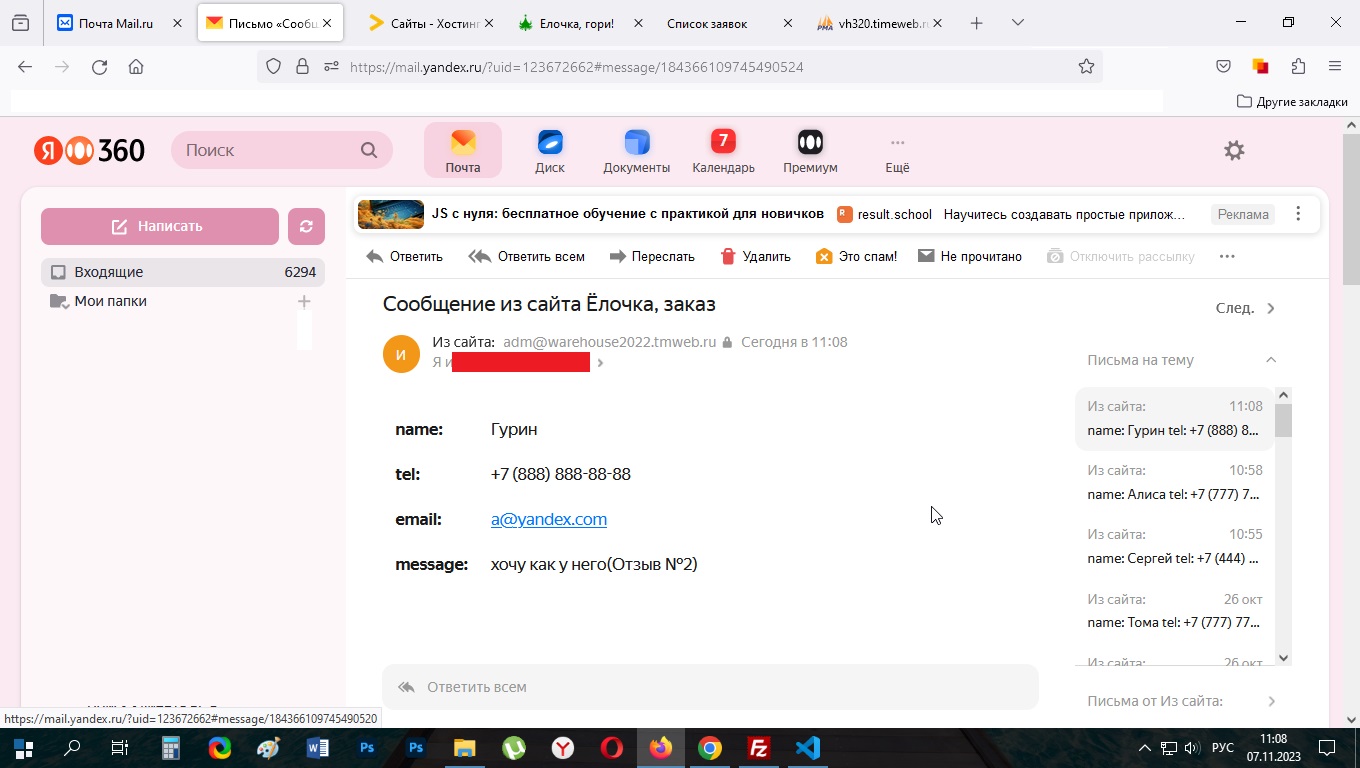 Почта Mail.ru
Письмо «Сообщ
Сайты - Хостинг
Елочка, гори!
Список заявок
vh320.timeweb.ru
https://mail.yandex.ru/?uid=123672662#message/184366109745490524
Другие закладки
Я 360
Поиск
Почта
Диск
Документы
7
Календарь
Премиум
Ещё
Написать
Входящие 6294
Мои папки
JS с нуля: бесплатное обучение с практикой для новичков
R result.school
Научитесь создавать простые прилож...
Реклама
Ответить
Ответить всем
Переслать
Удалить
Это спам!
Не прочитано
Отключить рассылку
Сообщение из сайта Ёлочка, заказ
След.
И
Из сайта: adm@warehouse2022.tmweb.ru Сегодня в 11:08
Я и
name: Гурин
tel: +7 (888) 888-88-88
email: a@yandex.com
message: хочу как у него(Отзыв №2)
Ответить всем
Письма на тему
Из сайта: 11:08
name: Гурин tel: +7 (888) 8...
Из сайта: 10:58
name: Алиса tel: +7 (777) 7...
Из сайта: 10:55
name: Сергей tel: +7 (444) ...
Из сайта: 26 окт
name: Тома tel: +7 (777) 77...
Из сайта: 26 окт
Письма от Из сайта:
https://mail.yandex.ru/?uid=123672662#message/184366109745490520
Ps
Ps
РУС
11:08
07.11.2023